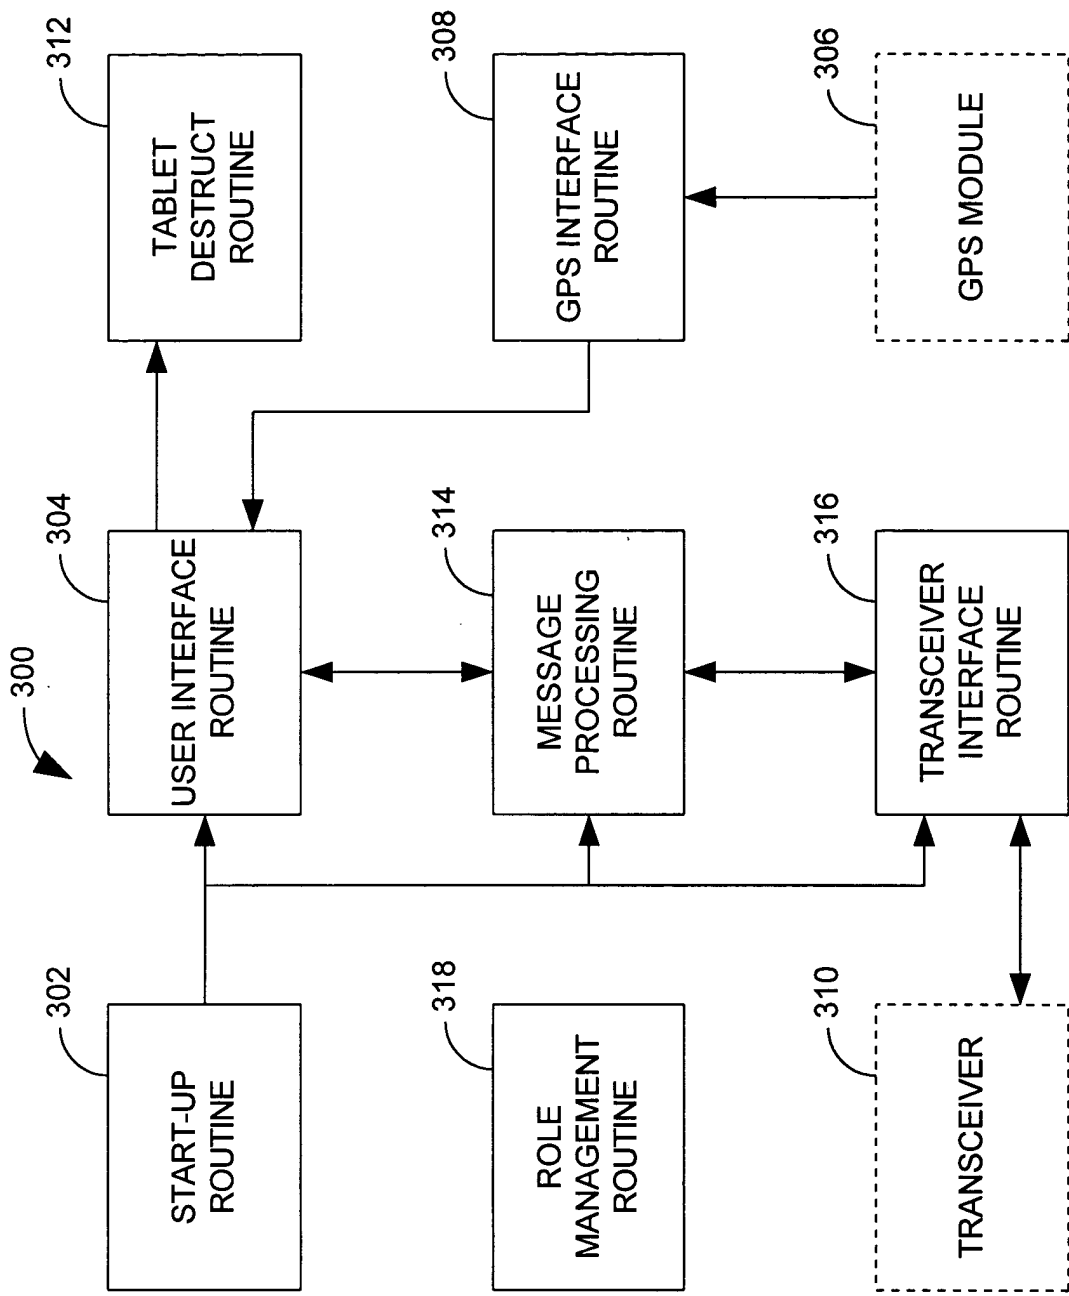 300
302
START-UP
ROUTINE
304
USER INTERFACE
ROUTINE
312
TABLET
DESTRUCT
ROUTINE
318
ROLE
MANAGEMENT
ROUTINE
314
MESSAGE
PROCESSING
ROUTINE
308
GPS INTERFACE
ROUTINE
310
TRANSCEIVER
316
TRANSCEIVER
INTERFACE
ROUTINE
306
GPS MODULE